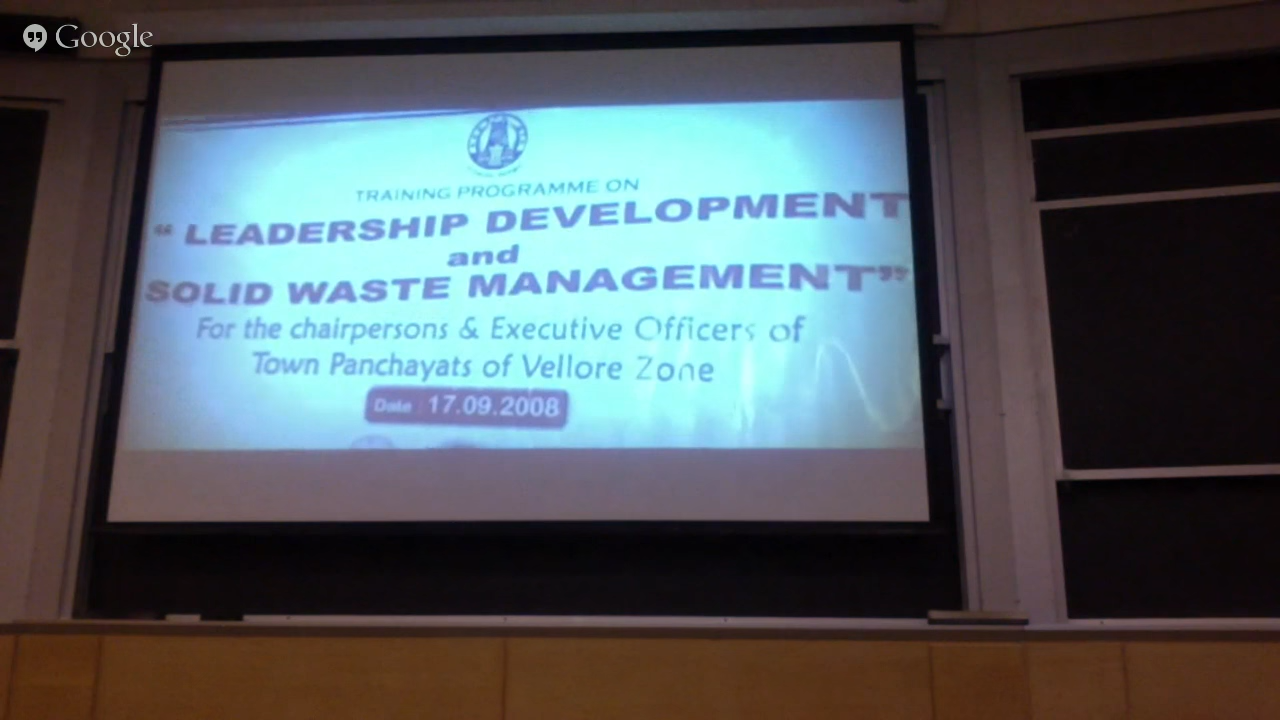 Google
TRAINING PROGRAMME ON
“ LEADERSHIP DEVELOPMENT
and
SOLID WASTE MANAGEMENT”
For the chairpersons & Executive Officers of
Town Panchayats of Vellore Zone
Date : 17.09.2008